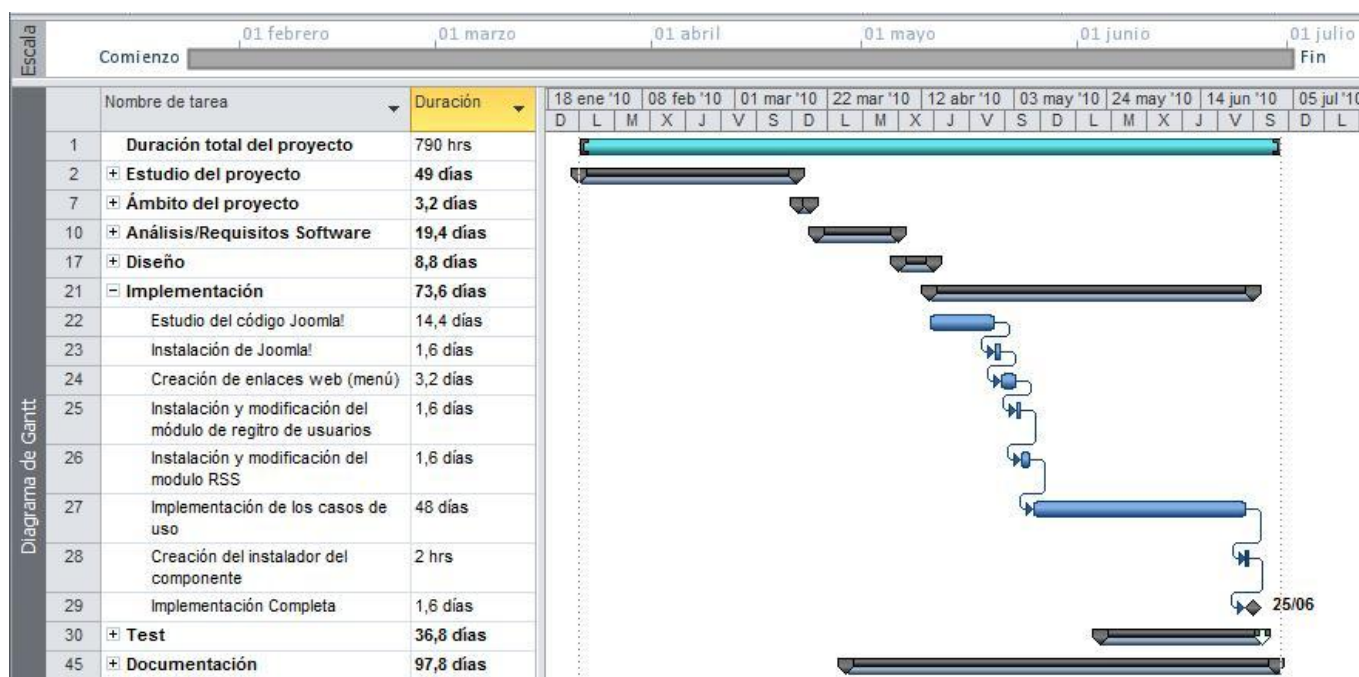 Escala
01 febrero 01 marzo 01 abril 01 mayo 01 junio 01 julio
Comienzo Fin
Diagrama de Gantt
Nombre de tarea Duración 18 ene '10 08 feb '10 01 mar '10 22 mar '10 12 abr '10 03 may '10 24 may '10 14 jun '10 05 jul '10
D L M X J V S D L M X J V S D L M X J V S D L
1 Duración total del proyecto 790 hrs
2 + Estudio del proyecto 49 días
7 + Ámbito del proyecto 3,2 días
10 + Análisis/Requisitos Software 19,4 días
17 + Diseño 8,8 días
21 − Implementación 73,6 días
22 Estudio del código Joomla! 14,4 días
23 Instalación de Joomla! 1,6 días
24 Creación de enlaces web (menú) 3,2 días
25 Instalación y modificación del 1,6 días
módulo de regitro de usuarios
26 Instalación y modificación del 1,6 días
modulo RSS
27 Implementación de los casos de 48 días
uso
28 Creación del instalador del 2 hrs
componente
29 Implementación Completa 1,6 días 25/06
30 + Test 36,8 días
45 + Documentación 97,8 días